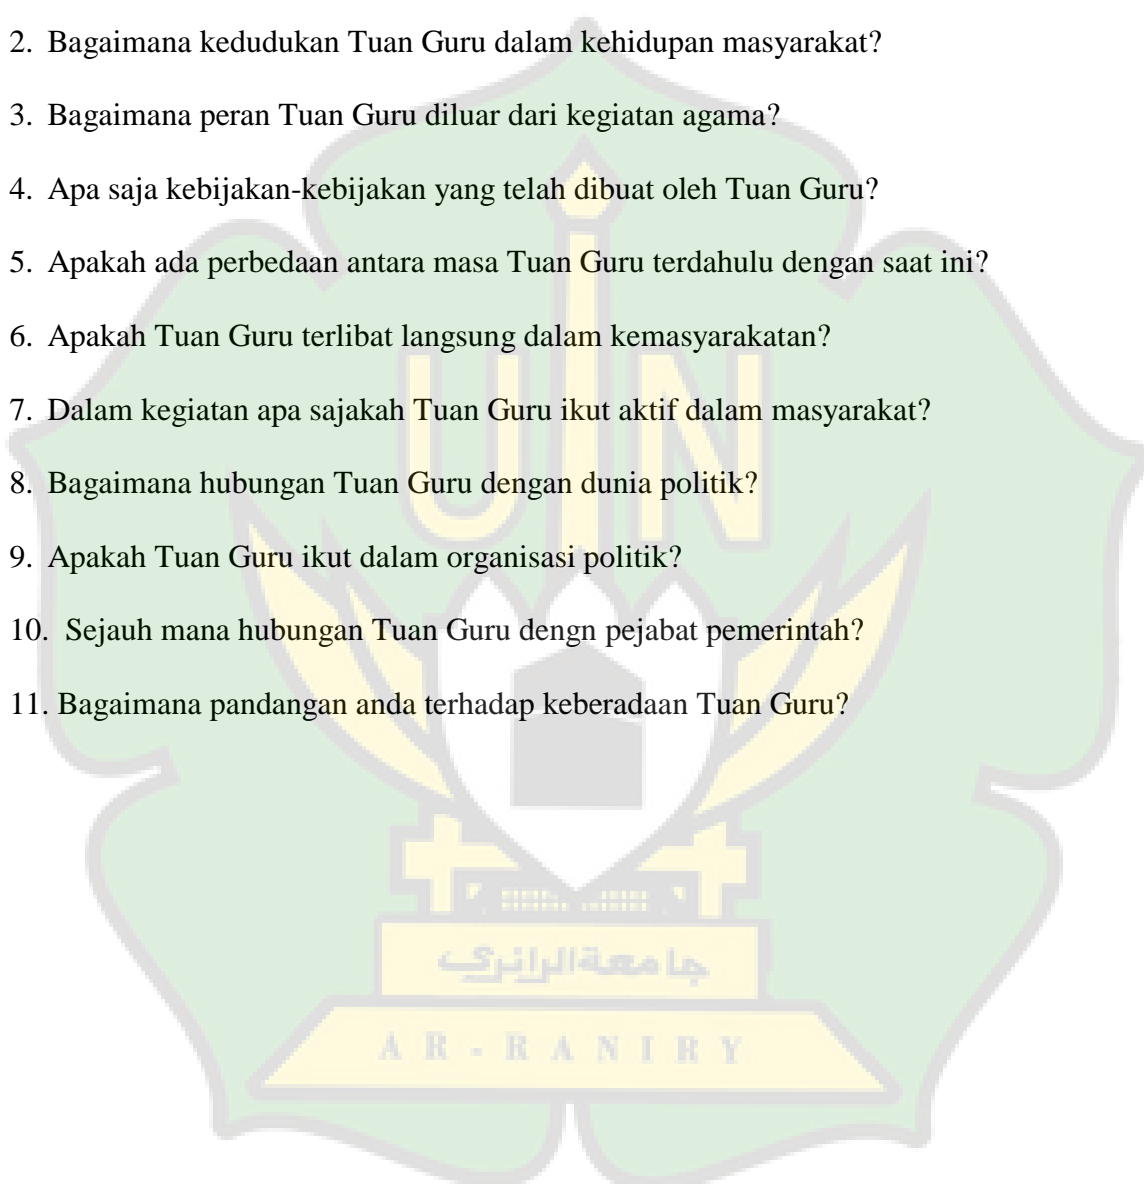 2. Bagaimana kedudukan Tuan Guru dalam kehidupan masyarakat?
3. Bagaimana peran Tuan Guru diluar dari kegiatan agama?
4. Apa saja kebijakan-kebijakan yang telah dibuat oleh Tuan Guru?
5. Apakah ada perbedaan antara masa Tuan Guru terdahulu dengan saat ini?
6. Apakah Tuan Guru terlibat langsung dalam kemasyarakatan?
7. Dalam kegiatan apa sajakah Tuan Guru ikut aktif dalam masyarakat?
8. Bagaimana hubungan Tuan Guru dengan dunia politik?
9. Apakah Tuan Guru ikut dalam organisasi politik?
10. Sejauh mana hubungan Tuan Guru dengn pejabat pemerintah?
11. Bagaimana pandangan anda terhadap keberadaan Tuan Guru?
UIN
جامعةالرانري
AR-RANIRY